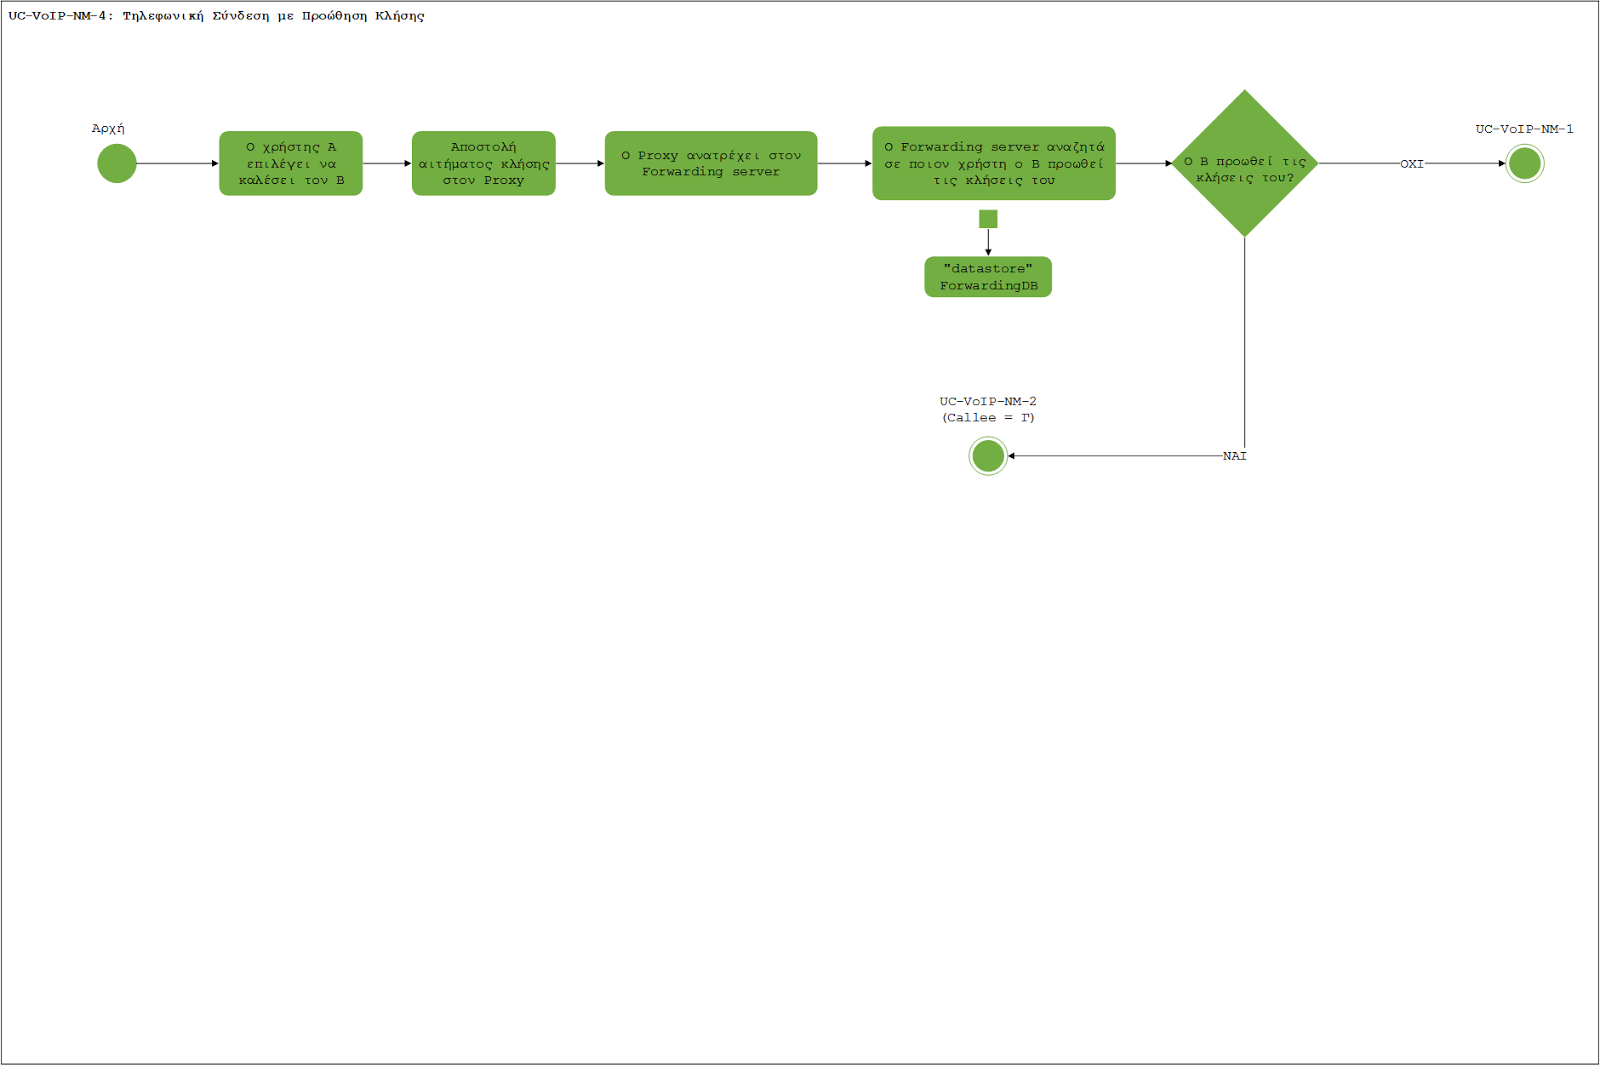 UC-VoIP-NM-4: Τηλεφωνική Σύνδεση με Προώθηση Κλήσης
Αρχή
Ο χρήστης Α
επιλέγει να
καλέσει τον Β
Αποστολή
αιτήματος κλήσης
στον Proxy
Ο Proxy ανατρέχει στον
Forwarding server
Ο Forwarding server αναζητά
σε ποιον χρήστη ο Β προωθεί
τις κλήσεις του
"datastore"
ForwardingDB
Ο Β προωθεί τις
κλήσεις του?
ΟΧΙ
UC-VoIP-NM-1
UC-VoIP-NM-2
(Callee = Γ)
ΝΑΙ